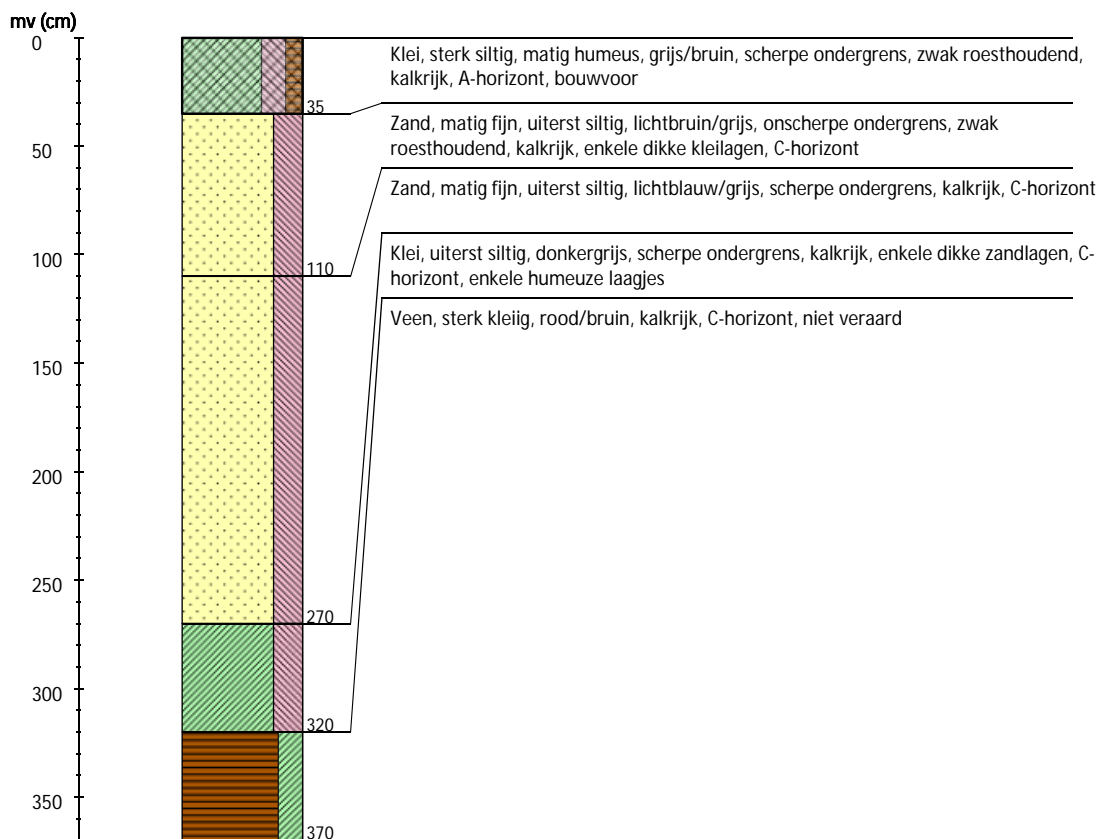 mv (cm)
0
Klei, sterk siltig, matig humeus, grijs/bruin, scherpe ondergrens, zwak roesthoudend,
kalkrijk, A-horizont, bouwvoor
35
Zand, matig fijn, uiterst siltig, lichtbruin/grijs, onscherpe ondergrens, zwak
roesthoudend, kalkrijk, enkele dikke kleilagen, C-horizont
50
Zand, matig fijn, uiterst siltig, lichtblauw/grijs, scherpe ondergrens, kalkrijk, C-horizont
100
110
Klei, uiterst siltig, donkergrijs, scherpe ondergrens, kalkrijk, enkele dikke zandlagen, C-
horizont, enkele humeuze laagjes
Veen, sterk kleiig, rood/bruin, kalkrijk, C-horizont, niet veraard
150
200
250
270
300
320
350
370